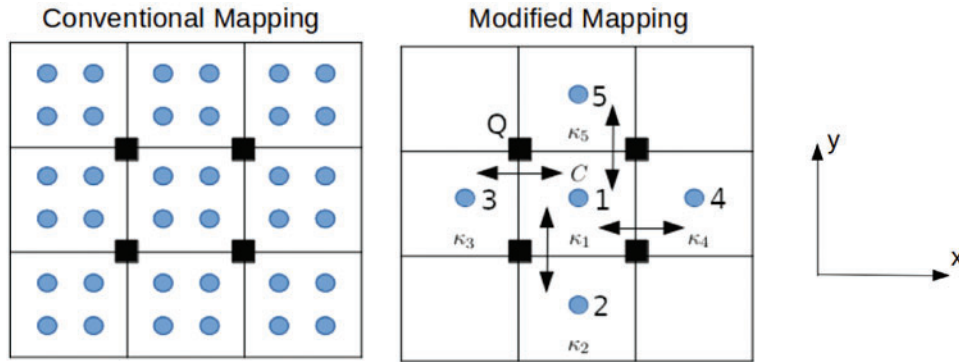 Conventional Mapping
Modified Mapping
5
Q
κ₅
y
C
3
1
4
κ₃
κ₁
κ₄
x
2
κ₂